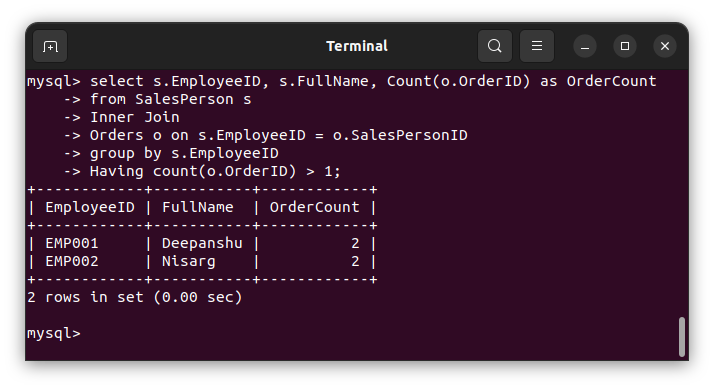 Terminal
mysql> select s.EmployeeID, s.FullName, Count(o.OrderID) as OrderCount
    -> from SalesPerson s
    -> Inner Join
    -> Orders o on s.EmployeeID = o.SalesPersonID
    -> group by s.EmployeeID
    -> Having count(o.OrderID) > 1;
+------------+-----------+------------+
| EmployeeID | FullName  | OrderCount |
+------------+-----------+------------+
| EMP001     | Deepanshu |          2 |
| EMP002     | Nisarg    |          2 |
+------------+-----------+------------+
2 rows in set (0.00 sec)
mysql>